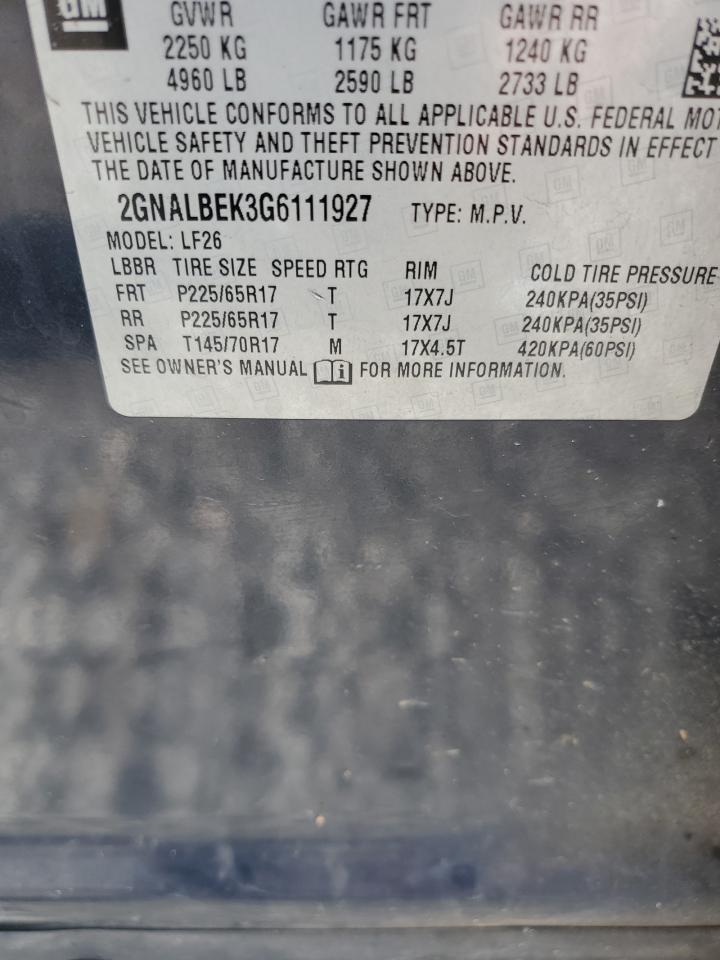 GM
GVWR GAWR FRT GAWR RR
2250 KG 1175 KG 1240 KG
4960 LB 2590 LB 2733 LB
THIS VEHICLE CONFORMS TO ALL APPLICABLE U.S. FEDERAL MOT
VEHICLE SAFETY AND THEFT PREVENTION STANDARDS IN EFFECT
THE DATE OF MANUFACTURE SHOWN ABOVE.
2GNALBEK3G6111927 TYPE: M.P.V.
MODEL: LF26
LBBR TIRE SIZE SPEED RTG RIM COLD TIRE PRESSURE
FRT P225/65R17 T 17X7J 240KPA(35PSI)
RR P225/65R17 T 17X7J 240KPA(35PSI)
SPA T145/70R17 M 17X4.5T 420KPA(60PSI)
SEE OWNER'S MANUAL i FOR MORE INFORMATION.